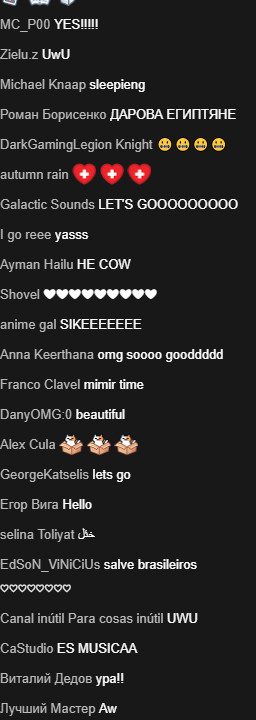 MC_P00 YES!!!!!
Zielu.z UwU
Michael Knaap sleepieng
Роман Борисенко ДАРОВА ЕГИПТЯНЕ
DarkGamingLegion Knight 😬😬😬😬
autumn rain
Galactic Sounds LET'S GOOOOOOOOO
I go reee yasss
Ayman Hailu HE COW
Shovel 🤍🤍🤍🤍🤍🤍🤍🤍🤍
anime gal SIKEEEEEEE
Anna Keerthana omg soooo gooddddd
Franco Clavel mimir time
DanyOMG:0 beautiful
Alex Cula
GeorgeKatselis lets go
Егор Вига Hello
selina Toliyat
EdSoN_ViNiCiUs salve brasileiros
♡♡♡♡♡♡♡♡
Canal inútil Para cosas inútil UWU
CaStudio ES MUSICAA
Виталий Дедов ура!!
Лучший Мастер Aw